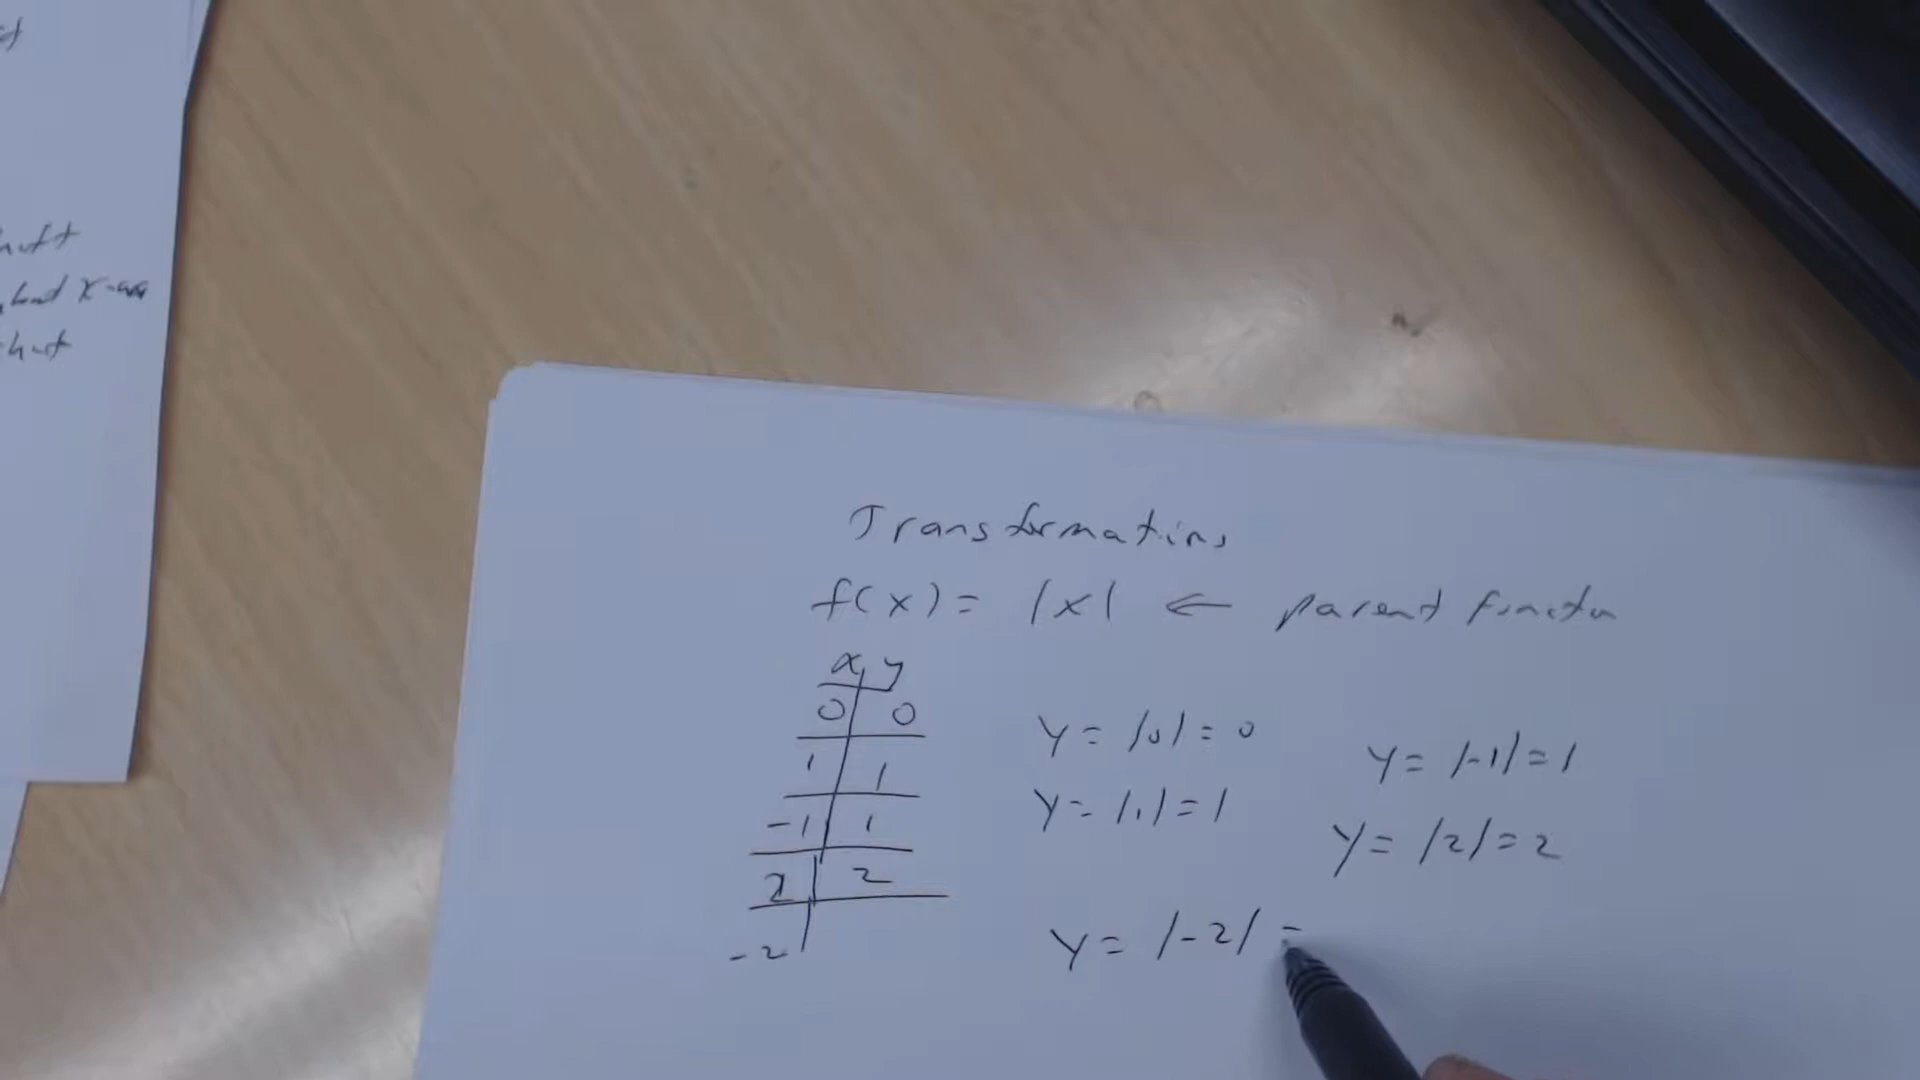 x-
Transformations
f(x) = |x| ← parent function
x y
0 0
1 1
-1 1
2 2
-2
y = |0| = 0
y = |1| = 1
y = |-1| = 1
y = |2| = 2
y = |-2| =